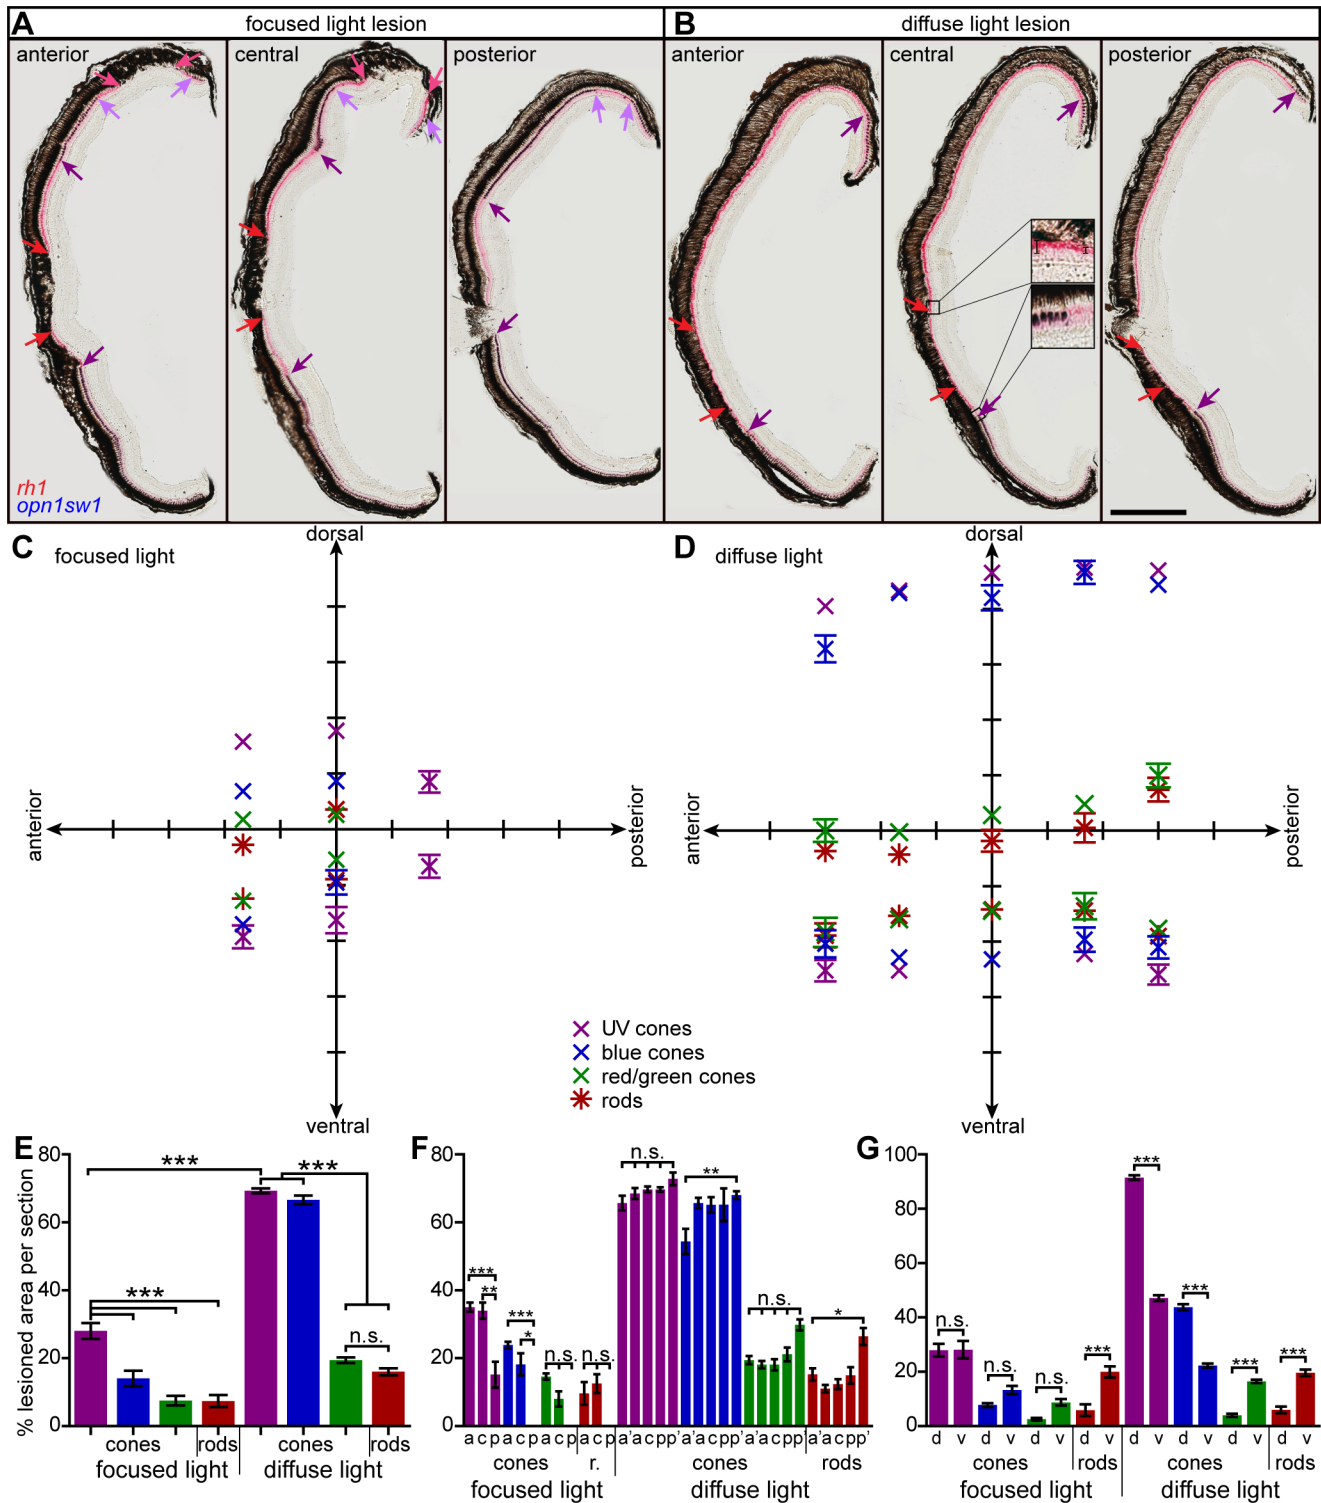 A focused light lesion
B diffuse light lesion
anterior central posterior
anterior central posterior
rh1
opn1sw1
C focused light
dorsal
anterior
posterior
ventral
D diffuse light
dorsal
anterior
posterior
UV cones
blue cones
red/green cones
rods
ventral
E
% lesioned area per section
80
60
40
20
0
***
***
***
n.s.
cones rods cones rods
focused light diffuse light
F
80
60
40
20
0
***
**
***
*
n.s. n.s.
n.s.
**
n.s.
*
a c p a c p a c p a c p a'a c pp' a'a c pp' a'a c pp' a'a c pp'
cones r. cones rods
focused light diffuse light
G
100
80
60
40
20
0
n.s.
n.s.
n.s.
***
***
***
***
***
d v d v d v d v d v d v d v d v
cones rods cones rods
focused light diffuse light